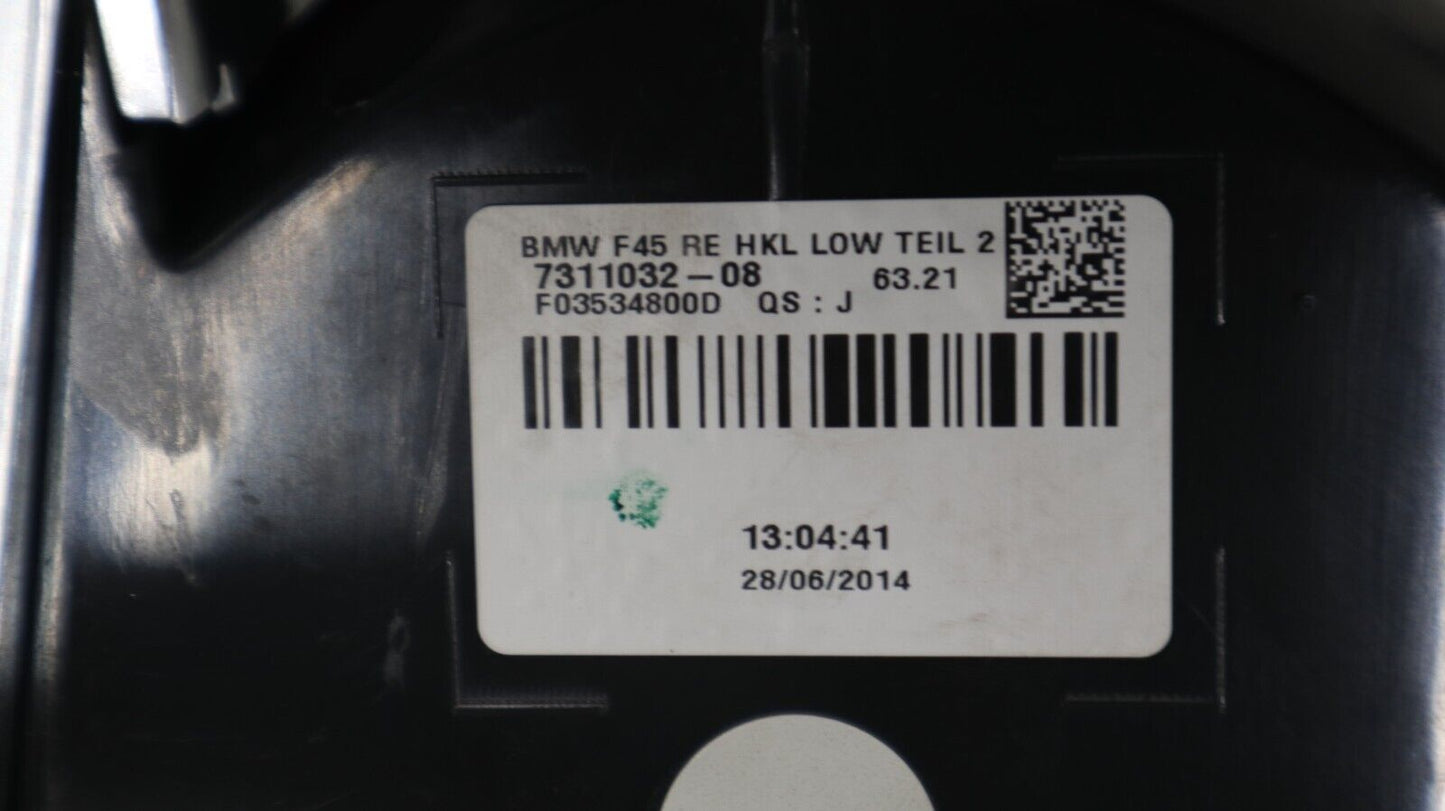 BMW F45 RE HKL LOW TEIL 2
7311032-08 63.21
F03534800D QS : J
13:04:41
28/06/2014